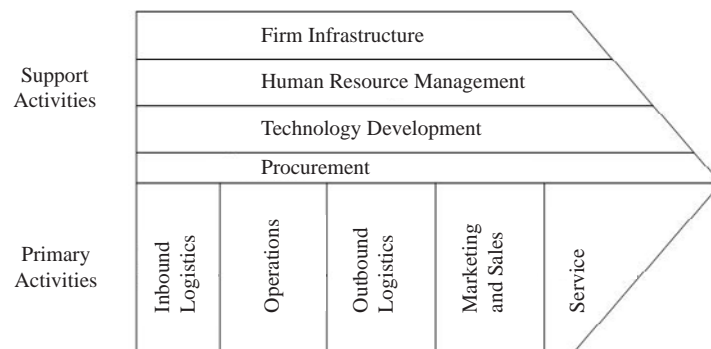 Firm Infrastructure
Support
Activities
Human Resource Management
Technology Development
Procurement
Primary
Activities
Inbound
Logistics
Operations
Outbound
Logistics
Marketing
and Sales
Service